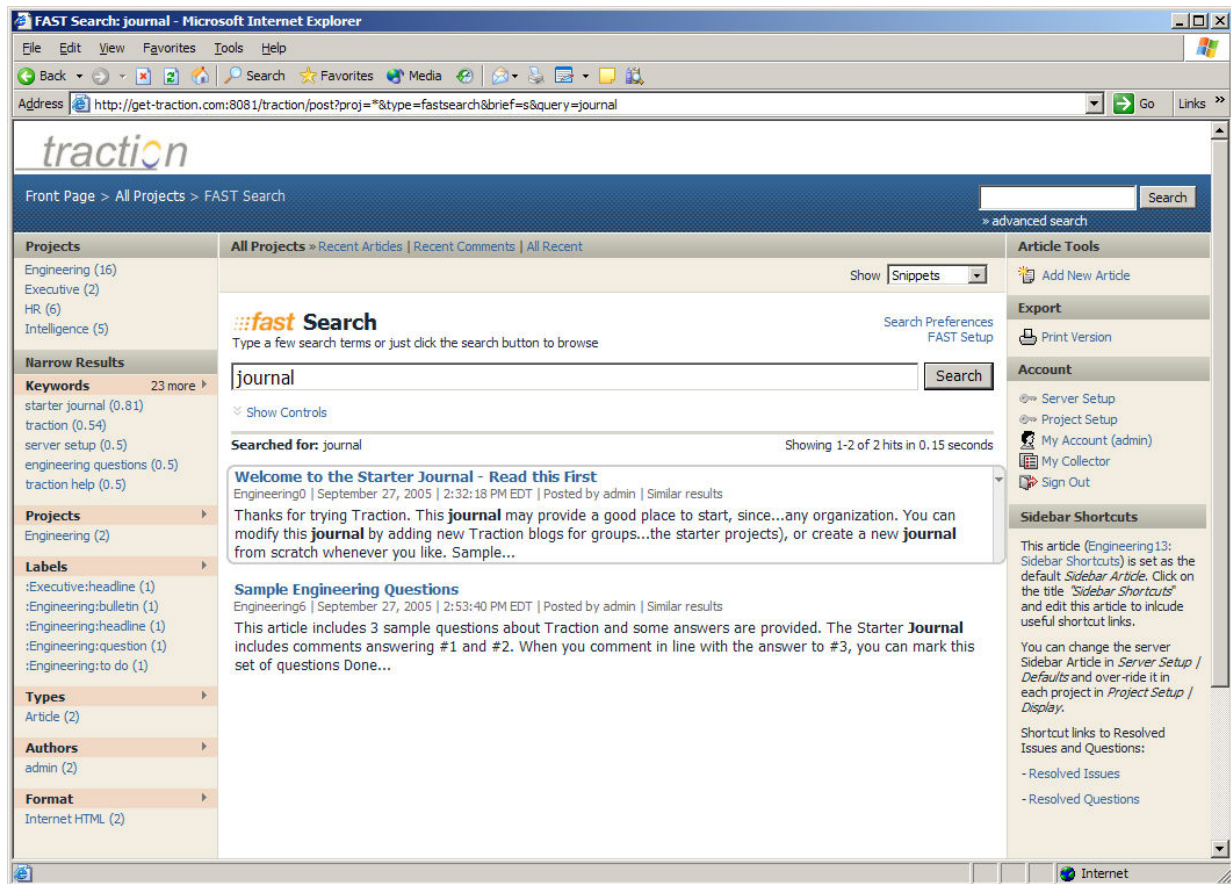 FAST Search: journal - Microsoft Internet Explorer
File Edit View Favorites Tools Help
Back Search Favorites Media
Address http://get-traction.com:8081/traction/post?proj=*&type=fastsearch&brief=s&query=journal Go Links »
traction
Front Page > All Projects > FAST Search
Search
» advanced search
Projects
Engineering (16)
Executive (2)
HR (6)
Intelligence (5)
Narrow Results
Keywords 23 more
starter journal (0.81)
traction (0.54)
server setup (0.5)
engineering questions (0.5)
traction help (0.5)
Projects
Engineering (2)
Labels
:Executive:headline (1)
:Engineering:bulletin (1)
:Engineering:headline (1)
:Engineering:question (1)
:Engineering:to do (1)
Types
Article (2)
Authors
admin (2)
Format
Internet HTML (2)
All Projects » Recent Articles | Recent Comments | All Recent
Show Snippets
:::fast Search
Type a few search terms or just click the search button to browse
Search Preferences
FAST Setup
journal
Search
Show Controls
Searched for: journal
Showing 1-2 of 2 hits in 0.15 seconds
Welcome to the Starter Journal - Read this First
Engineering0 | September 27, 2005 | 2:32:18 PM EDT | Posted by admin | Similar results
Thanks for trying Traction. This journal may provide a good place to start, since...any organization. You can
modify this journal by adding new Traction blogs for groups...the starter projects), or create a new journal
from scratch whenever you like. Sample...
Sample Engineering Questions
Engineering6 | September 27, 2005 | 2:53:40 PM EDT | Posted by admin | Similar results
This article includes 3 sample questions about Traction and some answers are provided. The Starter Journal
includes comments answering #1 and #2. When you comment in line with the answer to #3, you can mark this
set of questions Done...
Article Tools
Add New Article
Export
Print Version
Account
Server Setup
Project Setup
My Account (admin)
My Collector
Sign Out
Sidebar Shortcuts
This article (Engineering13:
Sidebar Shortcuts) is set as the
default Sidebar Article. Click on
the title "Sidebar Shortcuts"
and edit this article to inlcude
useful shortcut links.
You can change the server
Sidebar Article in Server Setup /
Defaults and over-ride it in
each project in Project Setup /
Display.
Shortcut links to Resolved
Issues and Questions:
- Resolved Issues
- Resolved Questions
Internet